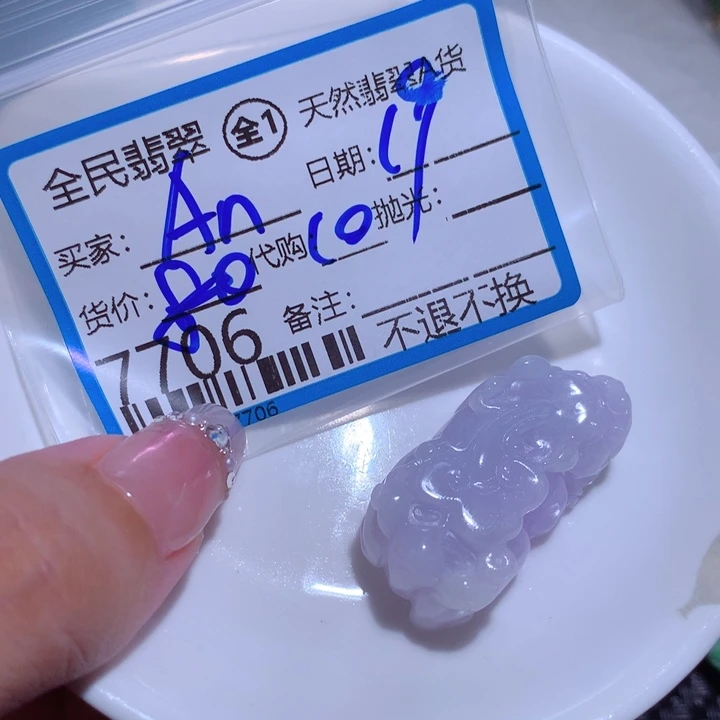 全民翡翠 全1 天然翡翠A货
买家: An 日期: 19
货价: 80 代购: 10 抛光:
7706 备注: 不退不换
7706